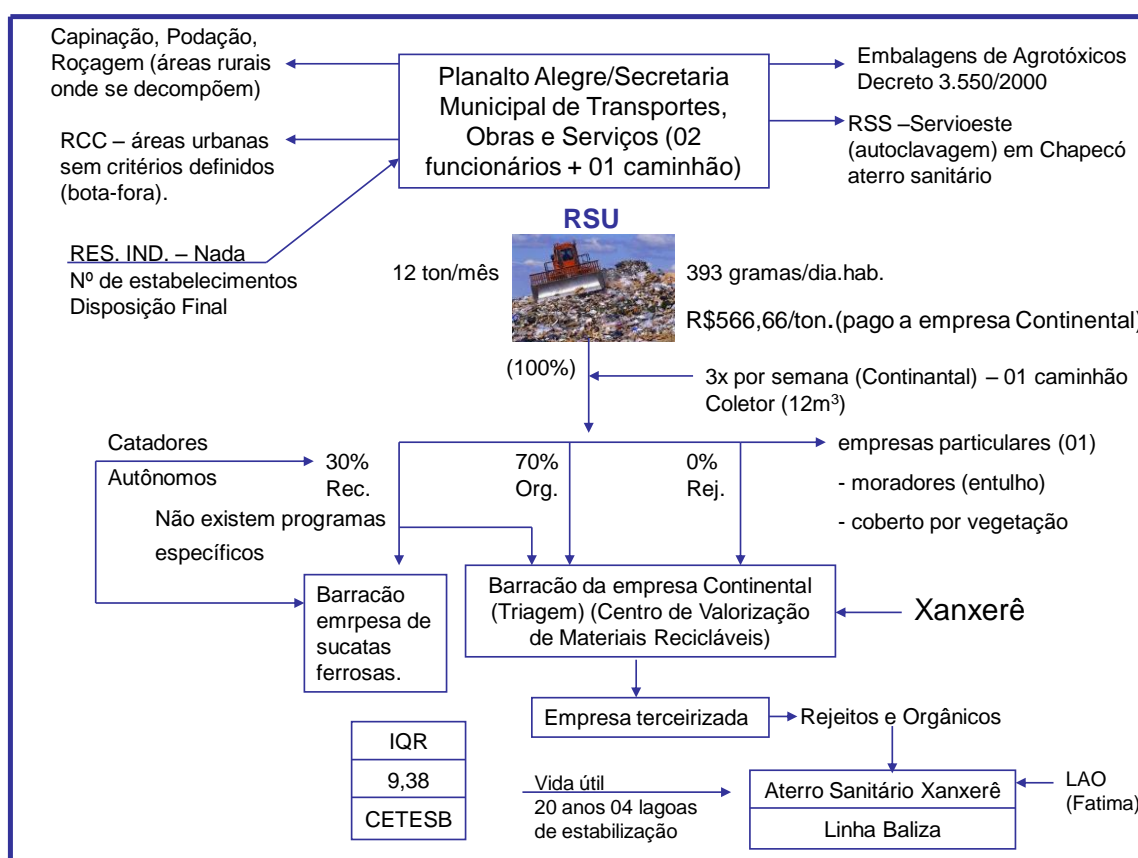 Capinação, Podação,
Roçagem (áreas rurais
onde se decompõem)
Planalto Alegre/Secretaria
Municipal de Transportes,
Obras e Serviços (02
funcionários + 01 caminhão)
Embalagens de Agrotóxicos
Decreto 3.550/2000
RCC – áreas urbanas
sem critérios definidos
(bota-fora).
RSS –Servioeste
(autoclavagem) em Chapecó
aterro sanitário
RES. IND. – Nada
Nº de estabelecimentos
Disposição Final
RSU
12 ton/mês
393 gramas/dia.hab.
R$566,66/ton.(pago a empresa Continental)
(100%)
3x por semana (Continantal) – 01 caminhão
Coletor (12m³)
Catadores
Autônomos
30%
Rec.
70%
Org.
0%
Rej.
empresas particulares (01)
- moradores (entulho)
- coberto por vegetação
Não existem programas
específicos
Barracão
emrpesa de
sucatas
ferrosas.
Barracão da empresa Continental
(Triagem) (Centro de Valorização
de Materiais Recicláveis)
Xanxerê
Empresa terceirizada
Rejeitos e Orgânicos
IQR
9,38
CETESB
Vida útil
20 anos 04 lagoas
de estabilização
Aterro Sanitário Xanxerê
Linha Baliza
LAO
(Fatima)